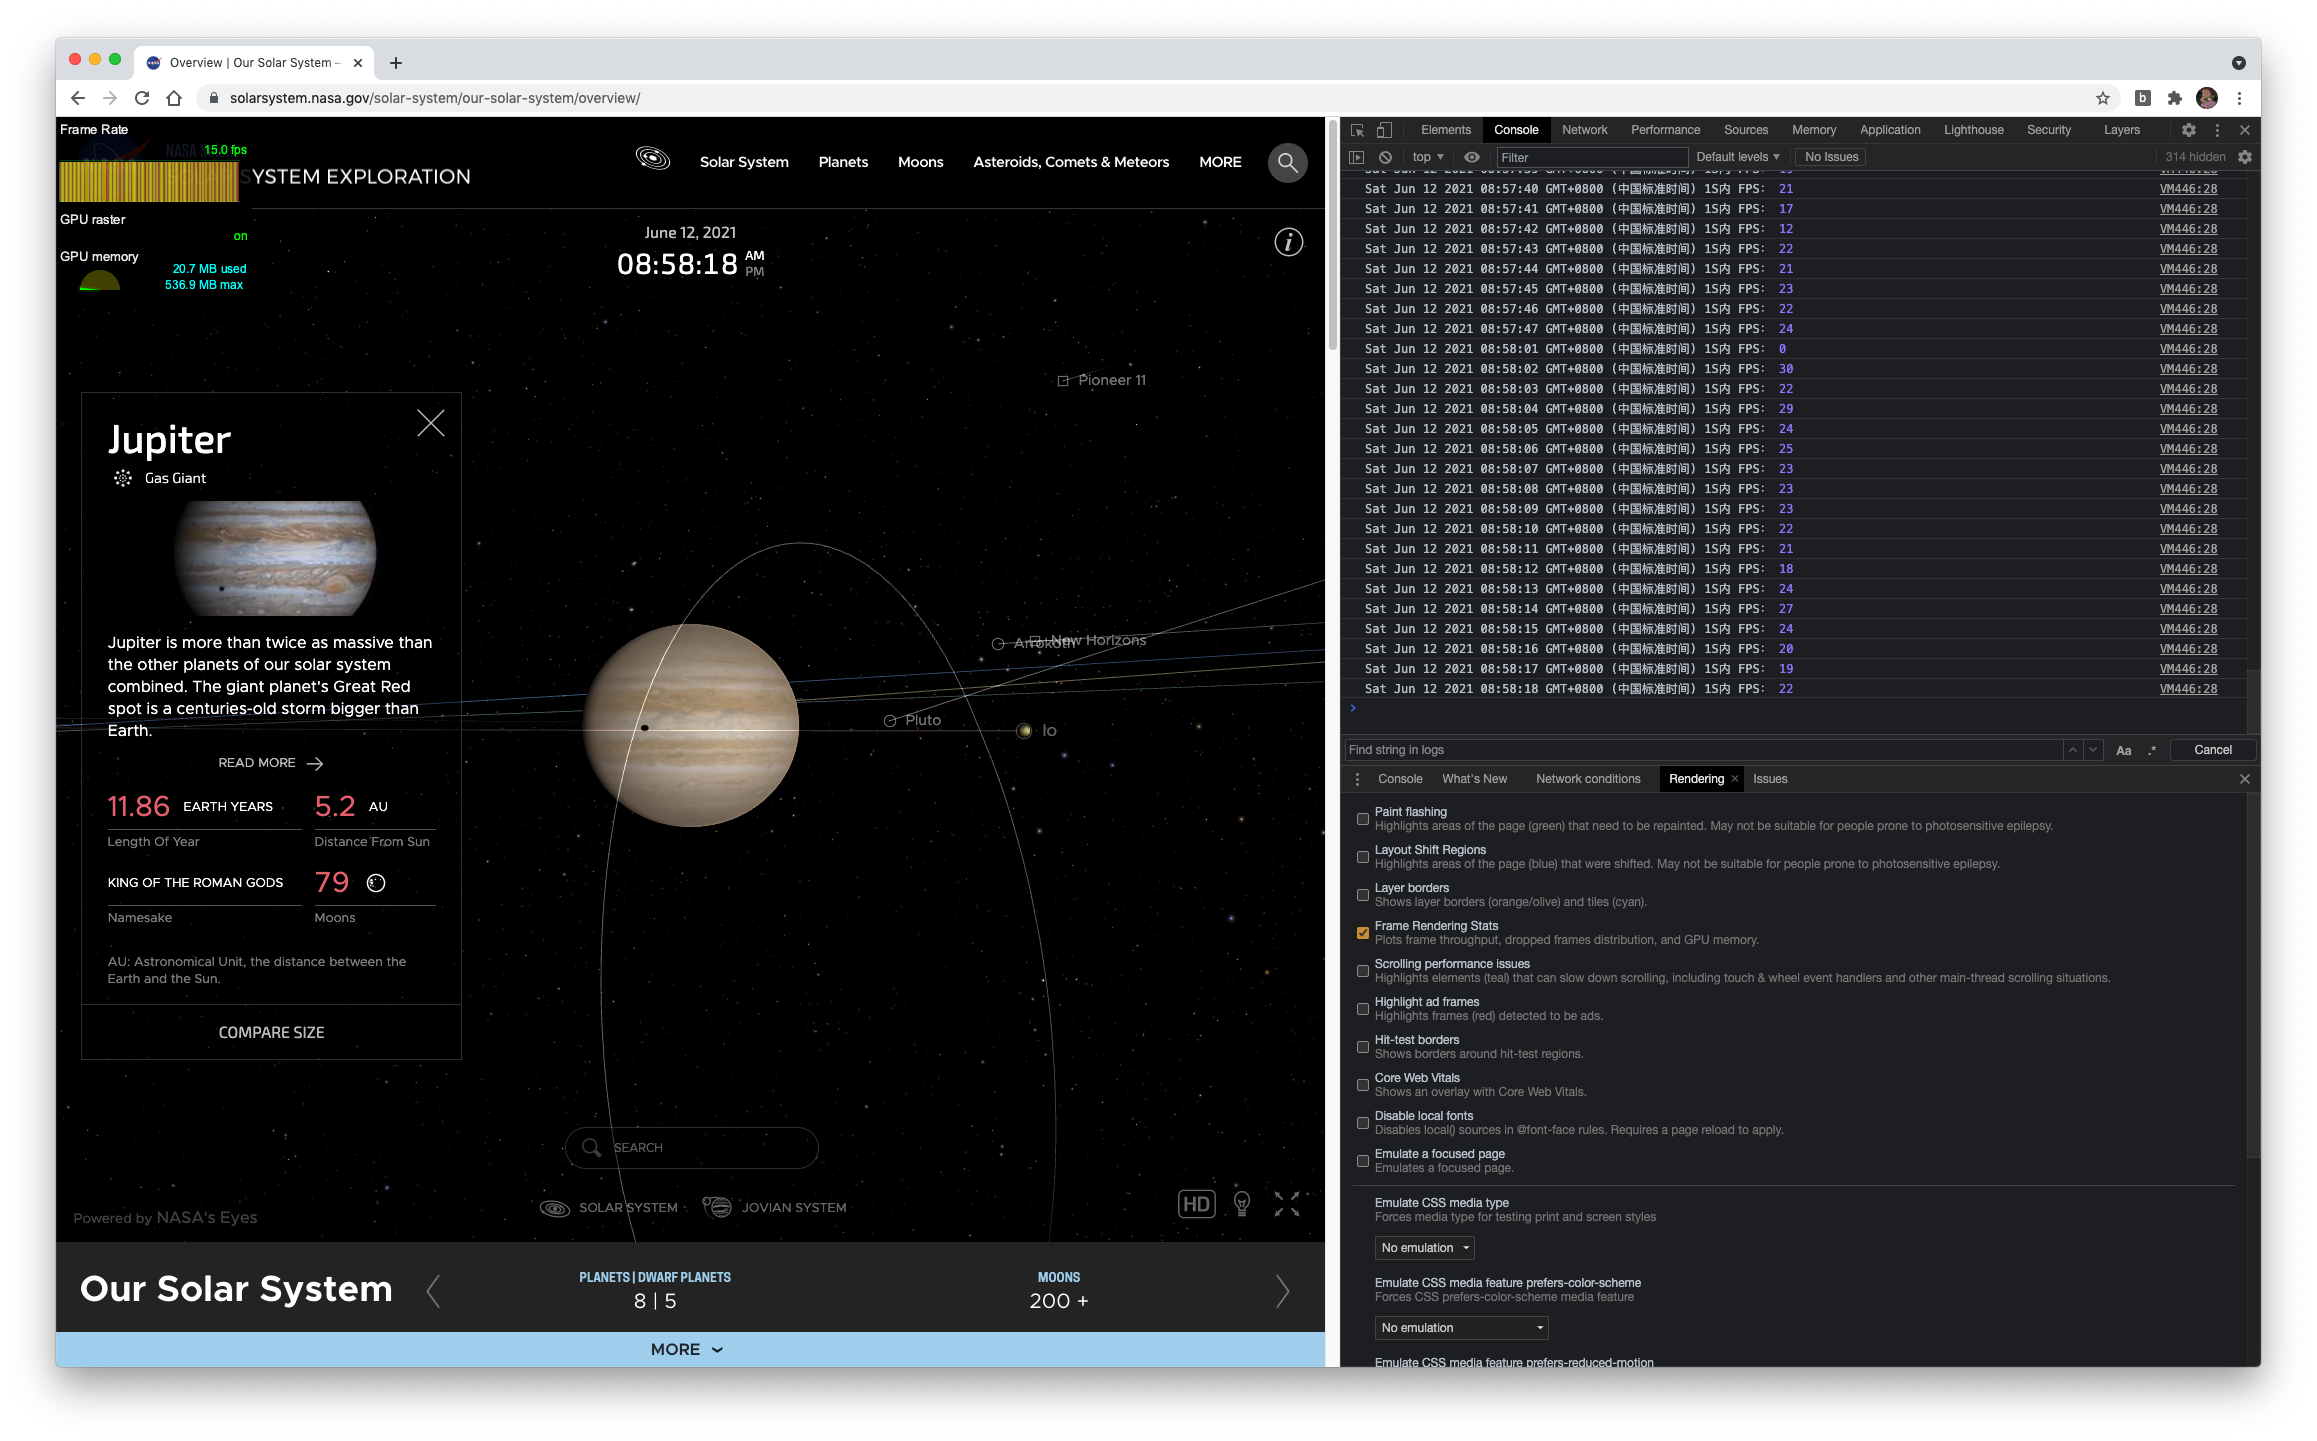 Overview | Our Solar System –
solarsystem.nasa.gov/solar-system/our-solar-system/overview/
Frame Rate
15.0 fps
YSTEM EXPLORATION
GPU raster
on
GPU memory
20.7 MB used
536.9 MB max
Solar System
Planets
Moons
Asteroids, Comets & Meteors
MORE
June 12, 2021
08:58:18 AM
PM
Pioneer 11
Arrokoth
New Horizons
Pluto
Io
Jupiter
Gas Giant
Jupiter is more than twice as massive than
the other planets of our solar system
combined. The giant planet's Great Red
spot is a centuries-old storm bigger than
Earth.
READ MORE
11.86 EARTH YEARS
Length Of Year
5.2 AU
Distance From Sun
KING OF THE ROMAN GODS
Namesake
79
Moons
AU: Astronomical Unit, the distance between the
Earth and the Sun.
COMPARE SIZE
SEARCH
SOLAR SYSTEM
JOVIAN SYSTEM
HD
Powered by NASA's Eyes
Our Solar System
PLANETS | DWARF PLANETS
8 | 5
MOONS
200 +
MORE
Elements Console Network Performance Sources Memory Application Lighthouse Security Layers
top Filter Default levels No Issues 314 hidden
Sat Jun 12 2021 08:57:40 GMT+0800 (中国标准时间) 1S内 FPS: 21 VM446:28
Sat Jun 12 2021 08:57:41 GMT+0800 (中国标准时间) 1S内 FPS: 17 VM446:28
Sat Jun 12 2021 08:57:42 GMT+0800 (中国标准时间) 1S内 FPS: 12 VM446:28
Sat Jun 12 2021 08:57:43 GMT+0800 (中国标准时间) 1S内 FPS: 22 VM446:28
Sat Jun 12 2021 08:57:44 GMT+0800 (中国标准时间) 1S内 FPS: 21 VM446:28
Sat Jun 12 2021 08:57:45 GMT+0800 (中国标准时间) 1S内 FPS: 23 VM446:28
Sat Jun 12 2021 08:57:46 GMT+0800 (中国标准时间) 1S内 FPS: 22 VM446:28
Sat Jun 12 2021 08:57:47 GMT+0800 (中国标准时间) 1S内 FPS: 24 VM446:28
Sat Jun 12 2021 08:58:01 GMT+0800 (中国标准时间) 1S内 FPS: 0 VM446:28
Sat Jun 12 2021 08:58:02 GMT+0800 (中国标准时间) 1S内 FPS: 30 VM446:28
Sat Jun 12 2021 08:58:03 GMT+0800 (中国标准时间) 1S内 FPS: 22 VM446:28
Sat Jun 12 2021 08:58:04 GMT+0800 (中国标准时间) 1S内 FPS: 29 VM446:28
Sat Jun 12 2021 08:58:05 GMT+0800 (中国标准时间) 1S内 FPS: 24 VM446:28
Sat Jun 12 2021 08:58:06 GMT+0800 (中国标准时间) 1S内 FPS: 25 VM446:28
Sat Jun 12 2021 08:58:07 GMT+0800 (中国标准时间) 1S内 FPS: 23 VM446:28
Sat Jun 12 2021 08:58:08 GMT+0800 (中国标准时间) 1S内 FPS: 23 VM446:28
Sat Jun 12 2021 08:58:09 GMT+0800 (中国标准时间) 1S内 FPS: 23 VM446:28
Sat Jun 12 2021 08:58:10 GMT+0800 (中国标准时间) 1S内 FPS: 22 VM446:28
Sat Jun 12 2021 08:58:11 GMT+0800 (中国标准时间) 1S内 FPS: 21 VM446:28
Sat Jun 12 2021 08:58:12 GMT+0800 (中国标准时间) 1S内 FPS: 18 VM446:28
Sat Jun 12 2021 08:58:13 GMT+0800 (中国标准时间) 1S内 FPS: 24 VM446:28
Sat Jun 12 2021 08:58:14 GMT+0800 (中国标准时间) 1S内 FPS: 27 VM446:28
Sat Jun 12 2021 08:58:15 GMT+0800 (中国标准时间) 1S内 FPS: 24 VM446:28
Sat Jun 12 2021 08:58:16 GMT+0800 (中国标准时间) 1S内 FPS: 20 VM446:28
Sat Jun 12 2021 08:58:17 GMT+0800 (中国标准时间) 1S内 FPS: 19 VM446:28
Sat Jun 12 2021 08:58:18 GMT+0800 (中国标准时间) 1S内 FPS: 22 VM446:28
Find string in logs Aa .* Cancel
Console What's New Network conditions Rendering Issues
Paint flashing
Highlights areas of the page (green) that need to be repainted. May not be suitable for people prone to photosensitive epilepsy.
Layout Shift Regions
Highlights areas of the page (blue) that were shifted. May not be suitable for people prone to photosensitive epilepsy.
Layer borders
Shows layer borders (orange/olive) and tiles (cyan).
Frame Rendering Stats
Plots frame throughput, dropped frames distribution, and GPU memory.
Scrolling performance issues
Highlights elements (teal) that can slow down scrolling, including touch & wheel event handlers and other main-thread scrolling situations.
Highlight ad frames
Highlights frames (red) detected to be ads.
Hit-test borders
Shows borders around hit-test regions.
Core Web Vitals
Shows an overlay with Core Web Vitals.
Disable local fonts
Disables local() sources in @font-face rules. Requires a page reload to apply.
Emulate a focused page
Emulates a focused page.
Emulate CSS media type
Forces media type for testing print and screen styles
No emulation
Emulate CSS media feature prefers-color-scheme
Forces CSS prefers-color-scheme media feature
No emulation
Emulate CSS media feature prefers-reduced-motion